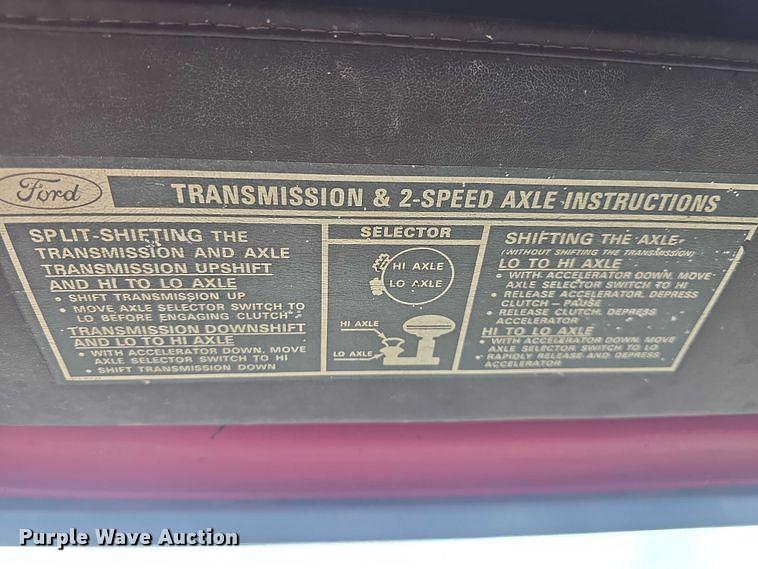 Ford
TRANSMISSION & 2-SPEED AXLE INSTRUCTIONS
SPLIT-SHIFTING THE
TRANSMISSION AND AXLE
TRANSMISSION UPSHIFT
AND HI TO LO AXLE
• SHIFT TRANSMISSION UP
• MOVE AXLE SELECTOR SWITCH TO
LO BEFORE ENGAGING CLUTCH
TRANSMISSION DOWNSHIFT
AND LO TO HI AXLE
• WITH ACCELERATOR DOWN, MOVE
AXLE SELECTOR SWITCH TO HI
• SHIFT TRANSMISSION DOWN
SELECTOR
HI AXLE
LO AXLE
HI AXLE
LO AXLE
SHIFTING THE AXLE
(WITHOUT SHIFTING THE TRANSMISSION)
LO TO HI AXLE
• WITH ACCELERATOR DOWN, MOVE
AXLE SELECTOR SWITCH TO HI
• RELEASE ACCELERATOR, DEPRESS
CLUTCH - PAUSE
• RELEASE CLUTCH, DEPRESS
ACCELERATOR
HI TO LO AXLE
• WITH ACCELERATOR DOWN, MOVE
AXLE SELECTOR SWITCH TO LO
• RAPIDLY RELEASE AND DEPRESS
ACCELERATOR
Purple Wave Auction